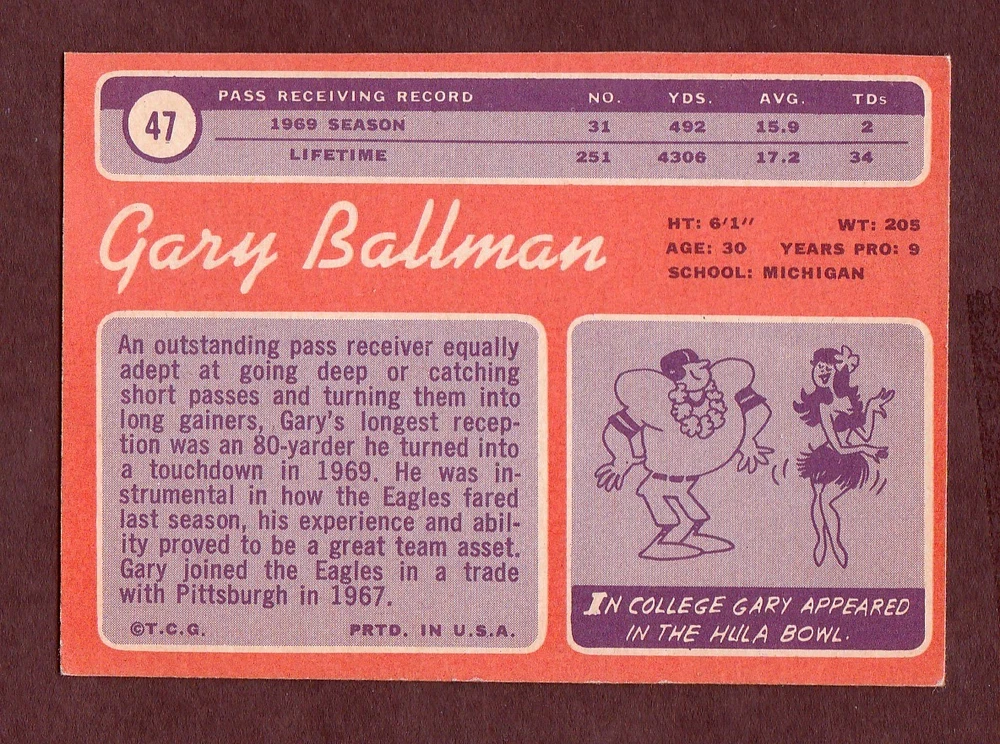 47
PASS RECEIVING RECORD NO. YDS. AVG. TDs
1969 SEASON 31 492 15.9 2
LIFETIME 251 4306 17.2 34
Gary Ballman
HT: 6'1" WT: 205
AGE: 30 YEARS PRO: 9
SCHOOL: MICHIGAN
An outstanding pass receiver equally
adept at going deep or catching
short passes and turning them into
long gainers, Gary's longest recep-
tion was an 80-yarder he turned into
a touchdown in 1969. He was in-
strumental in how the Eagles fared
last season, his experience and abil-
ity proved to be a great team asset.
Gary joined the Eagles in a trade
with Pittsburgh in 1967.
©T.C.G. PRTD. IN U.S.A.
IN COLLEGE GARY APPEARED
IN THE HULA BOWL.